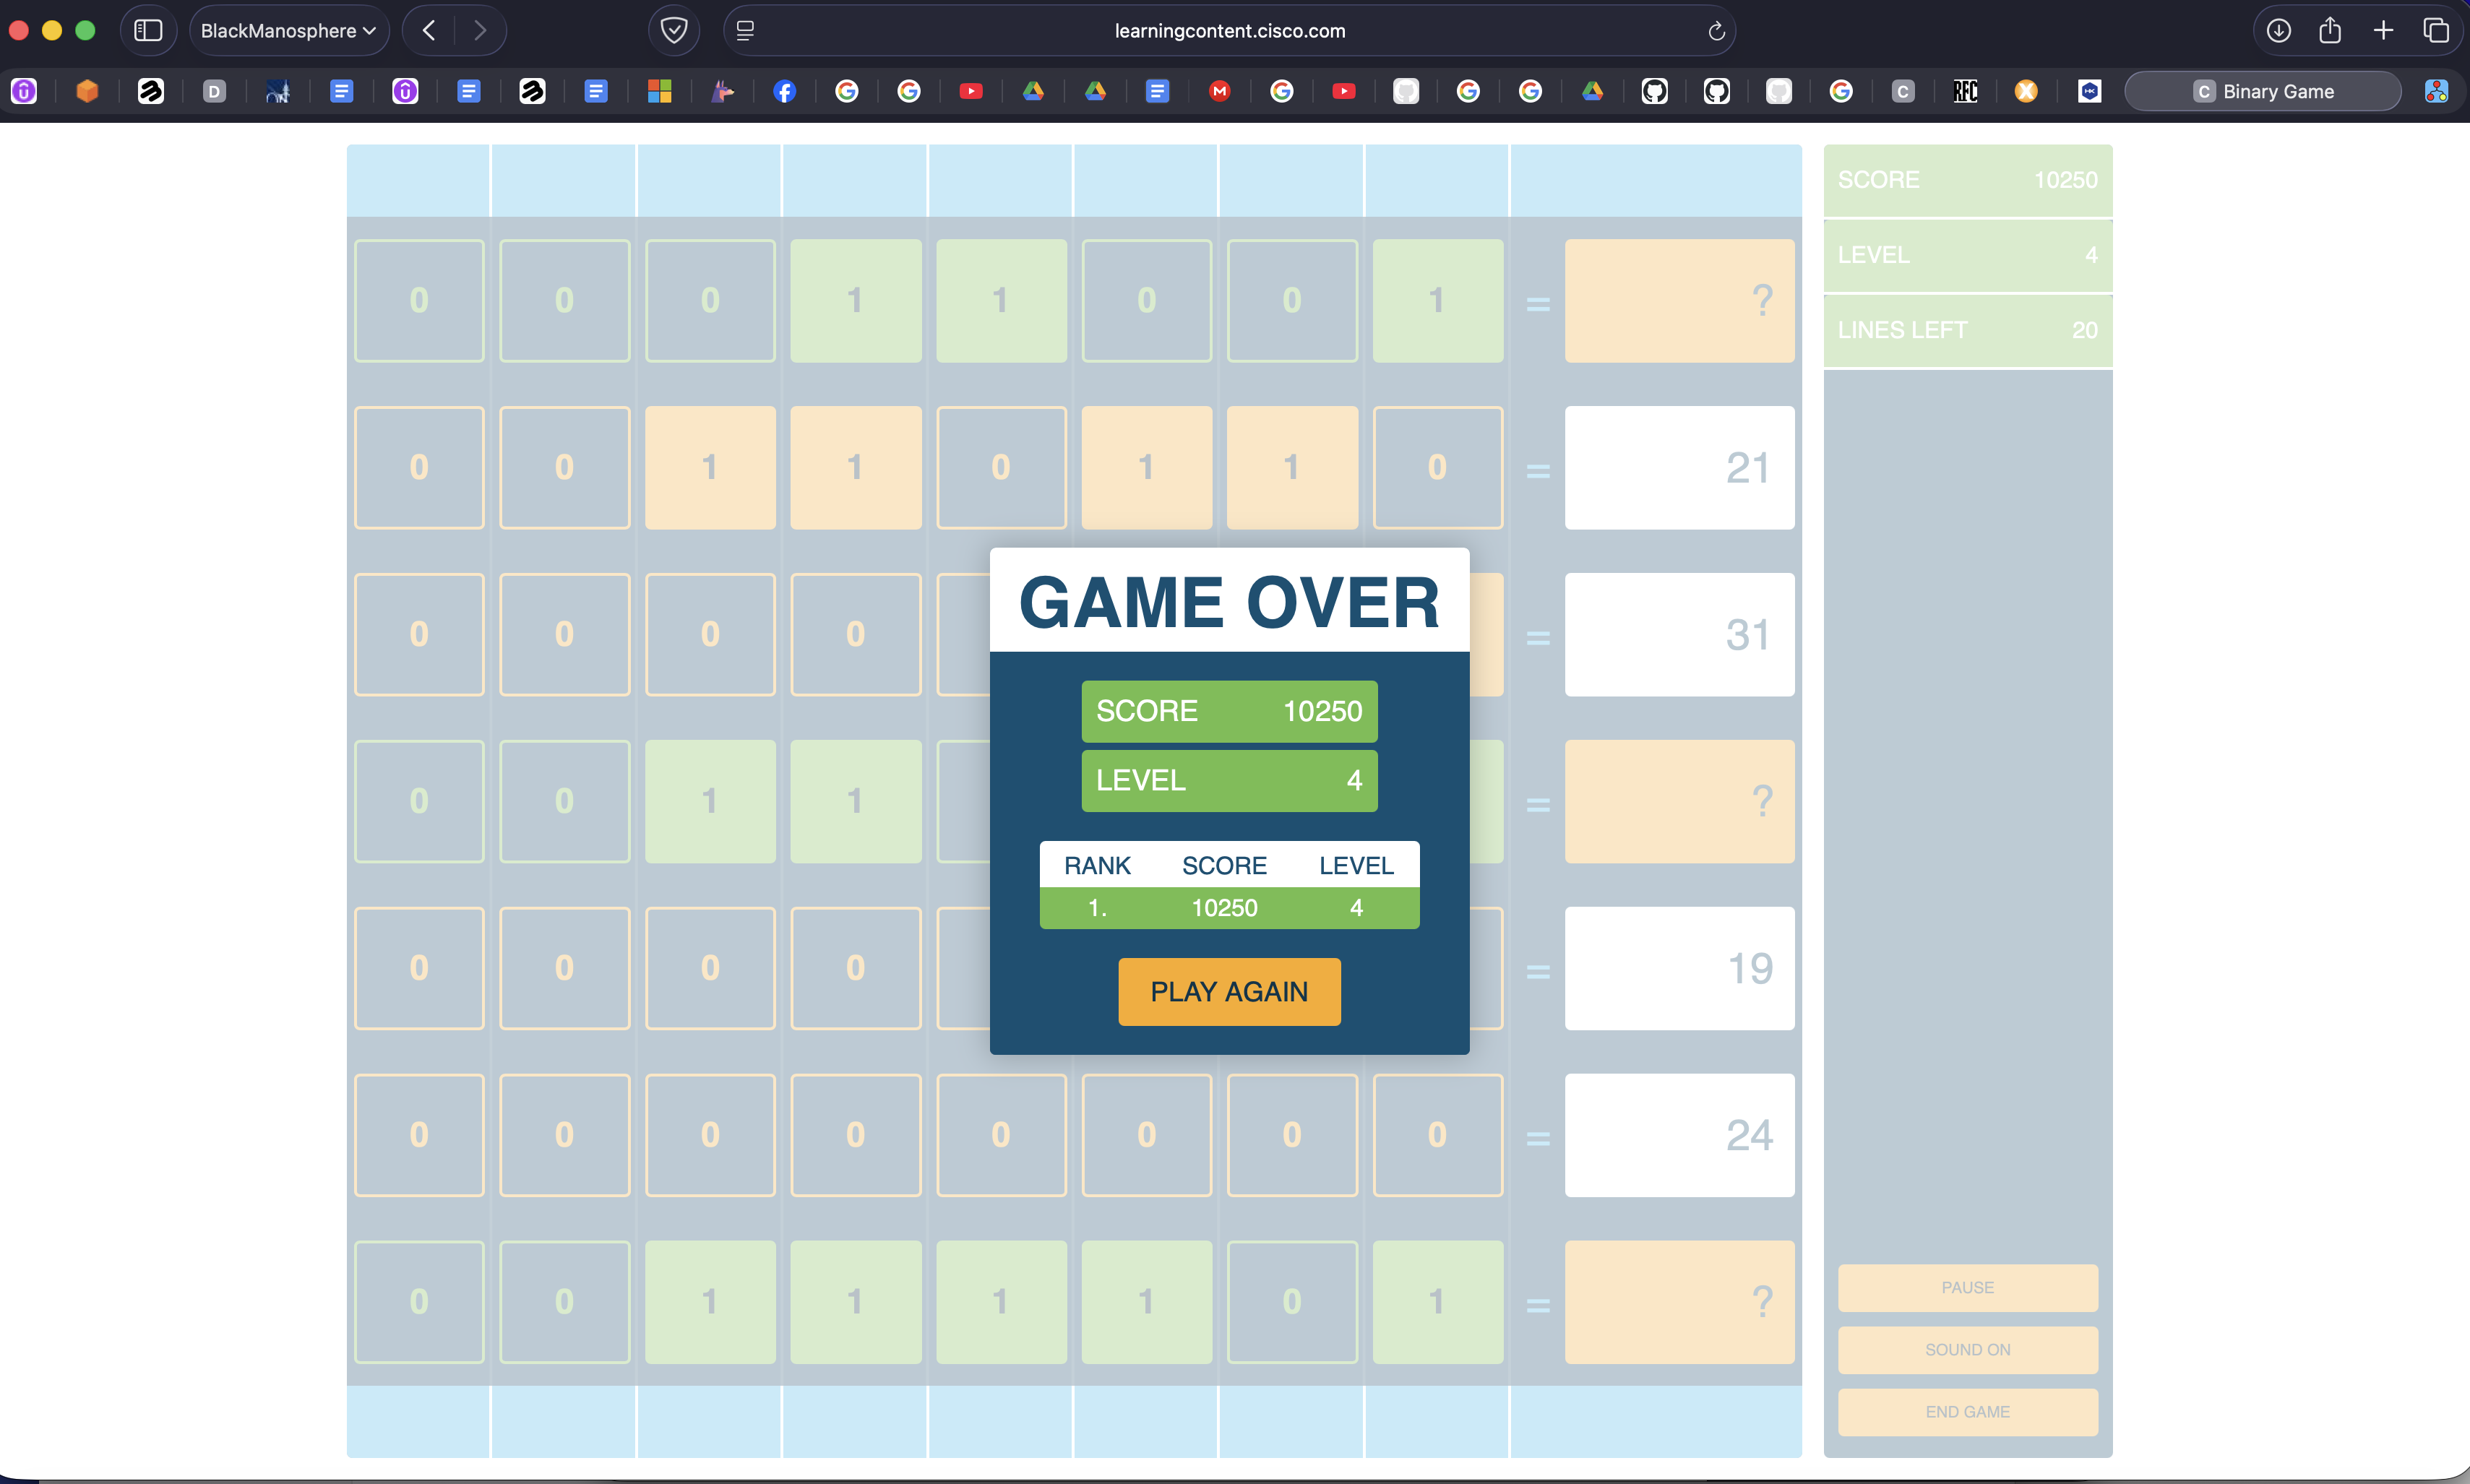 BlackManosphere
learningcontent.cisco.com
D
M
C
RFC
C Binary Game
SCORE 10250
LEVEL 4
LINES LEFT 20
0 0 0 1 1 0 0 1 = ?
0 0 1 1 0 1 1 0 = 21
0 0 0 0 = 31
0 0 1 1 = ?
0 0 0 0 = 19
0 0 0 0 0 0 0 0 = 24
0 0 1 1 1 1 0 1 = ?
GAME OVER
SCORE 10250
LEVEL 4
RANK SCORE LEVEL
1. 10250 4
PLAY AGAIN
PAUSE
SOUND ON
END GAME